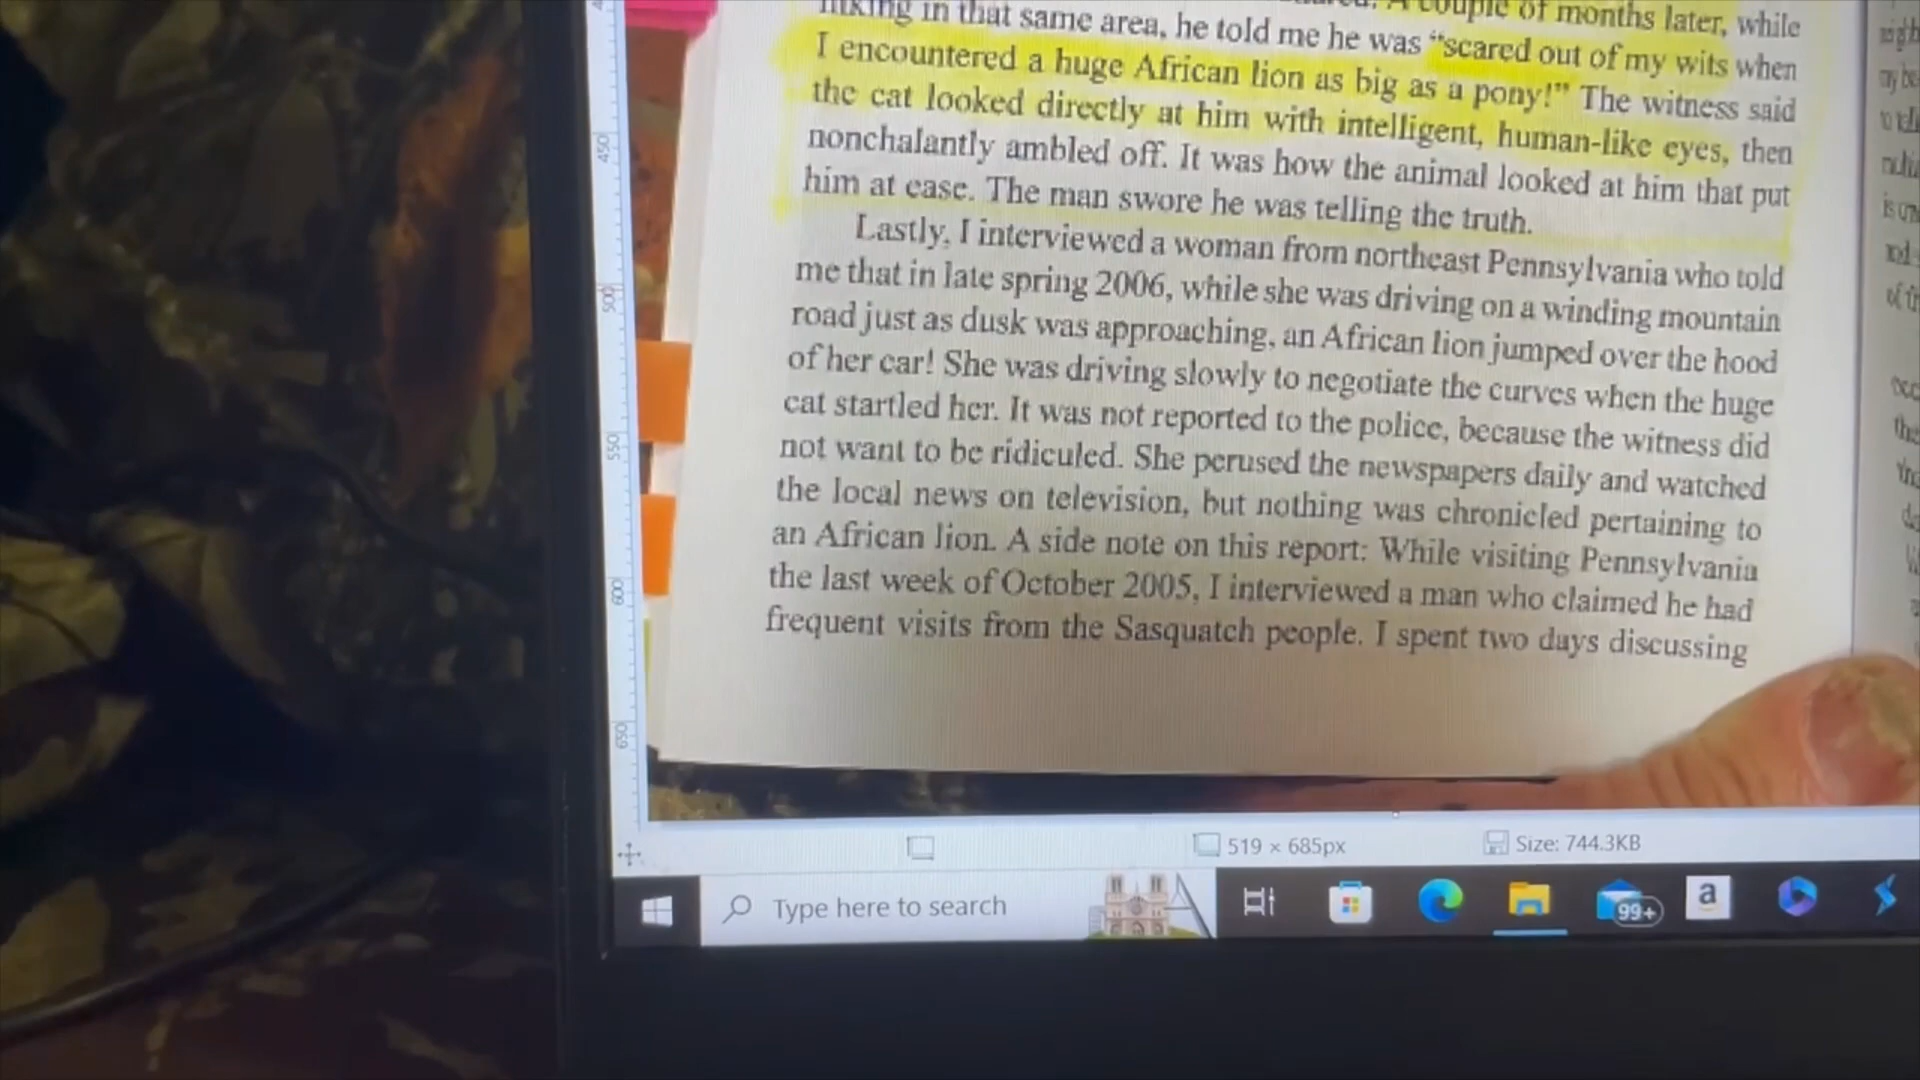 A couple of months later, while
hiking in that same area, he told me he was “scared out of my wits when
I encountered a huge African lion as big as a pony!” The witness said
the cat looked directly at him with intelligent, human-like eyes, then
nonchalantly ambled off. It was how the animal looked at him that put
him at ease. The man swore he was telling the truth.
Lastly, I interviewed a woman from northeast Pennsylvania who told
me that in late spring 2006, while she was driving on a winding mountain
road just as dusk was approaching, an African lion jumped over the hood
of her car! She was driving slowly to negotiate the curves when the huge
cat startled her. It was not reported to the police, because the witness did
not want to be ridiculed. She perused the newspapers daily and watched
the local news on television, but nothing was chronicled pertaining to
an African lion. A side note on this report: While visiting Pennsylvania
the last week of October 2005, I interviewed a man who claimed he had
frequent visits from the Sasquatch people. I spent two days discussing
450
500
550
600
650
519 × 685px
Size: 744.3KB
Type here to search
99+
a